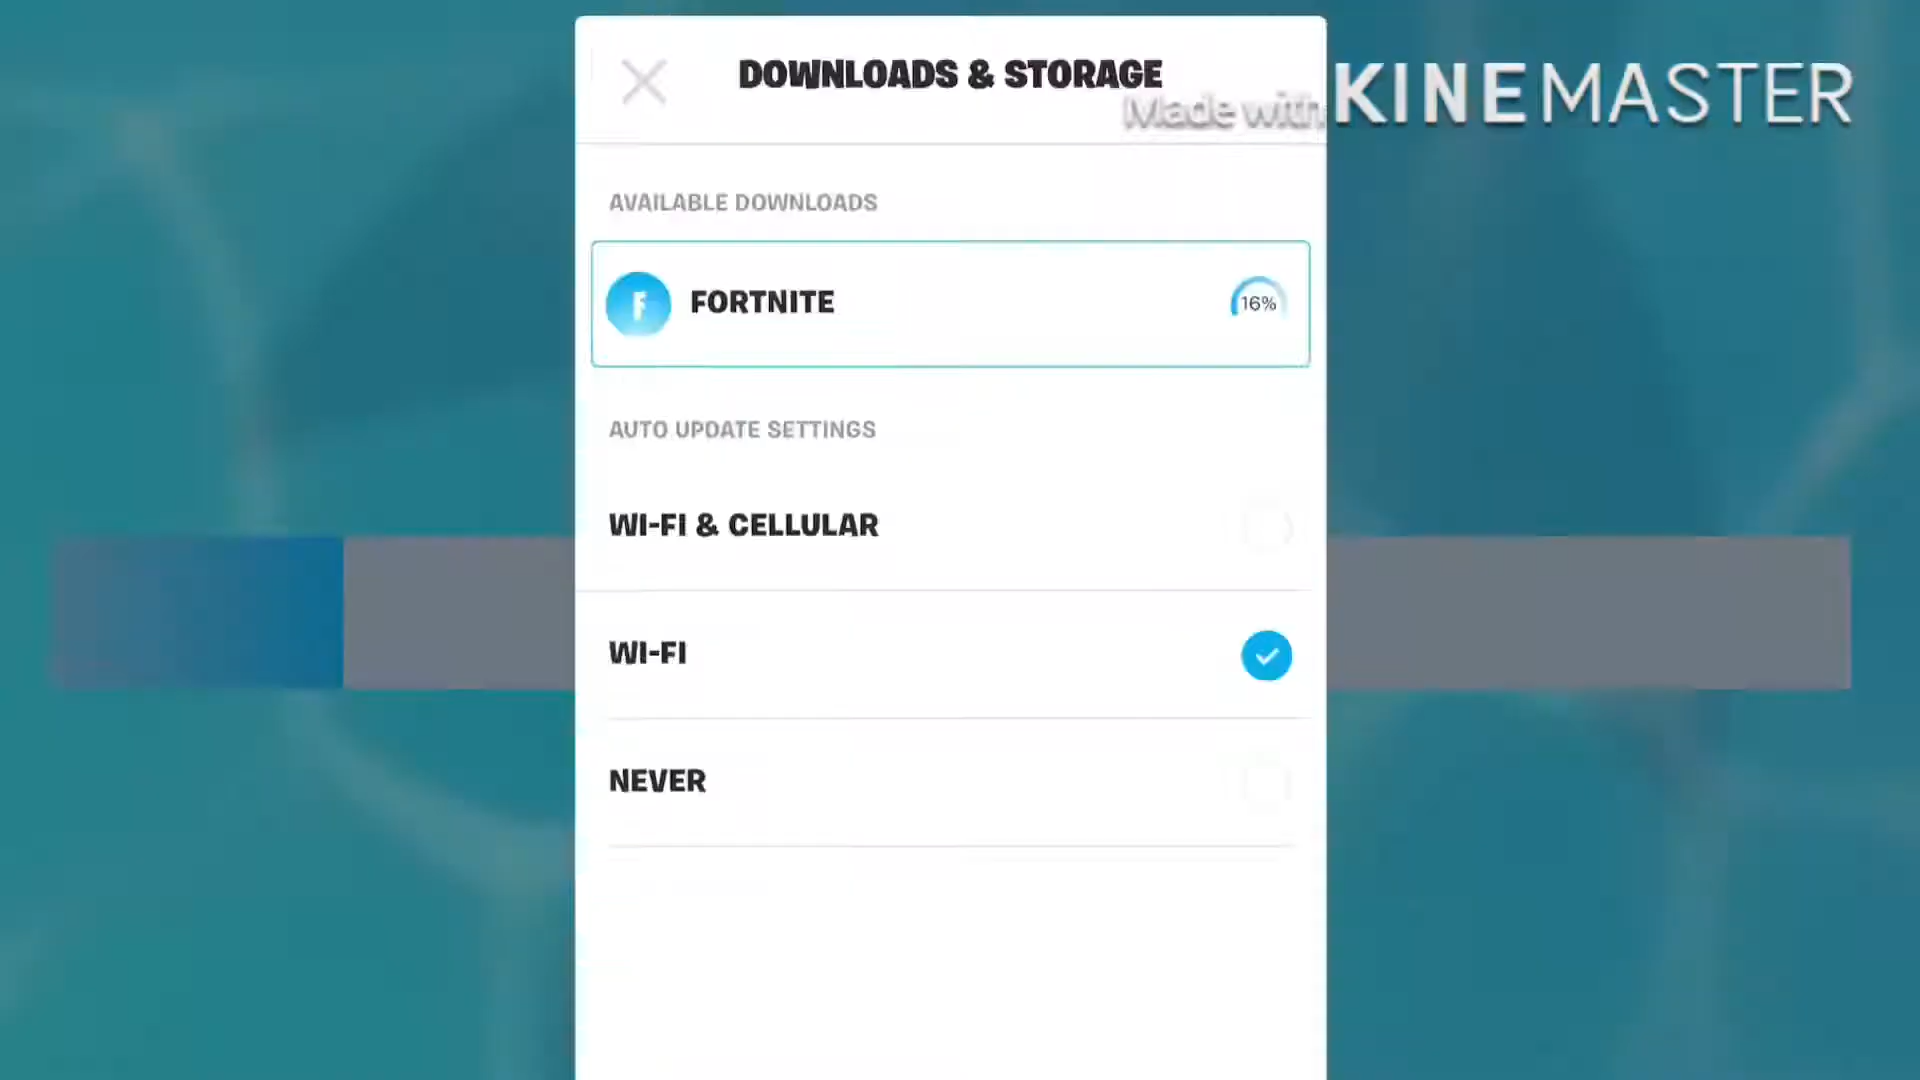 DOWNLOADS & STORAGE
Made with KINEMASTER
AVAILABLE DOWNLOADS
F FORTNITE 16%
AUTO UPDATE SETTINGS
WI-FI & CELLULAR
WI-FI
NEVER